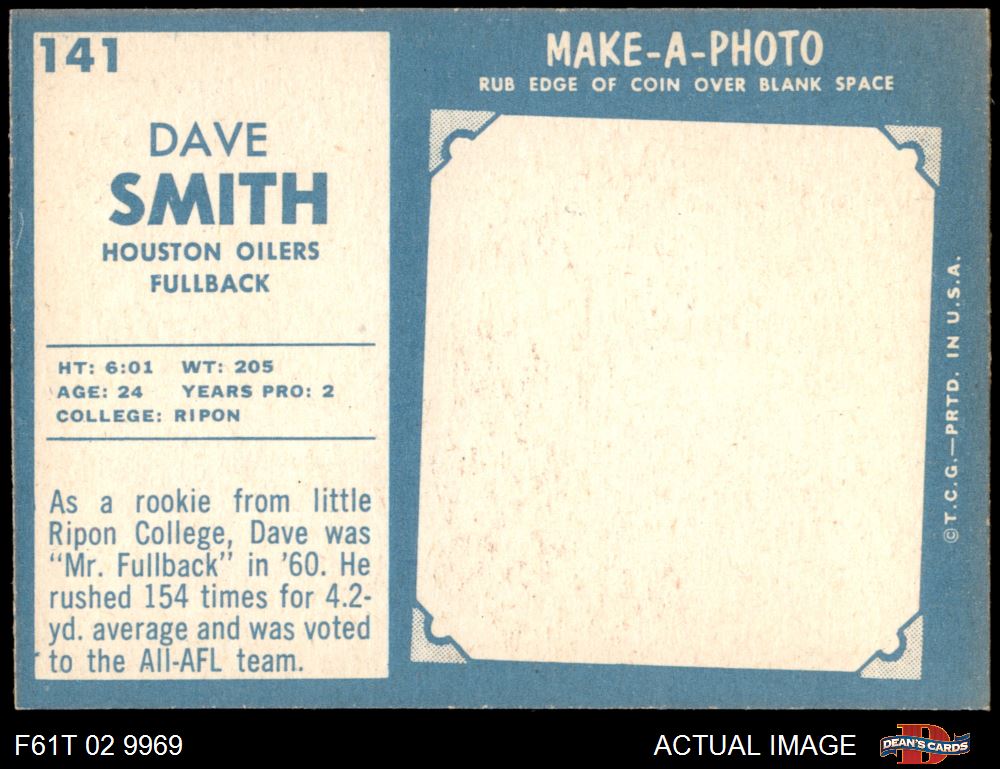 141
DAVE
SMITH
HOUSTON OILERS
FULLBACK
HT: 6:01 WT: 205
AGE: 24 YEARS PRO: 2
COLLEGE: RIPON
As a rookie from little
Ripon College, Dave was
"Mr. Fullback" in '60. He
rushed 154 times for 4.2-
yd. average and was voted
to the All-AFL team.
MAKE-A-PHOTO
RUB EDGE OF COIN OVER BLANK SPACE
©T.C.G.—PRTD. IN U.S.A.
F61T 02 9969
ACTUAL IMAGE
B
DEAN'S CARDS